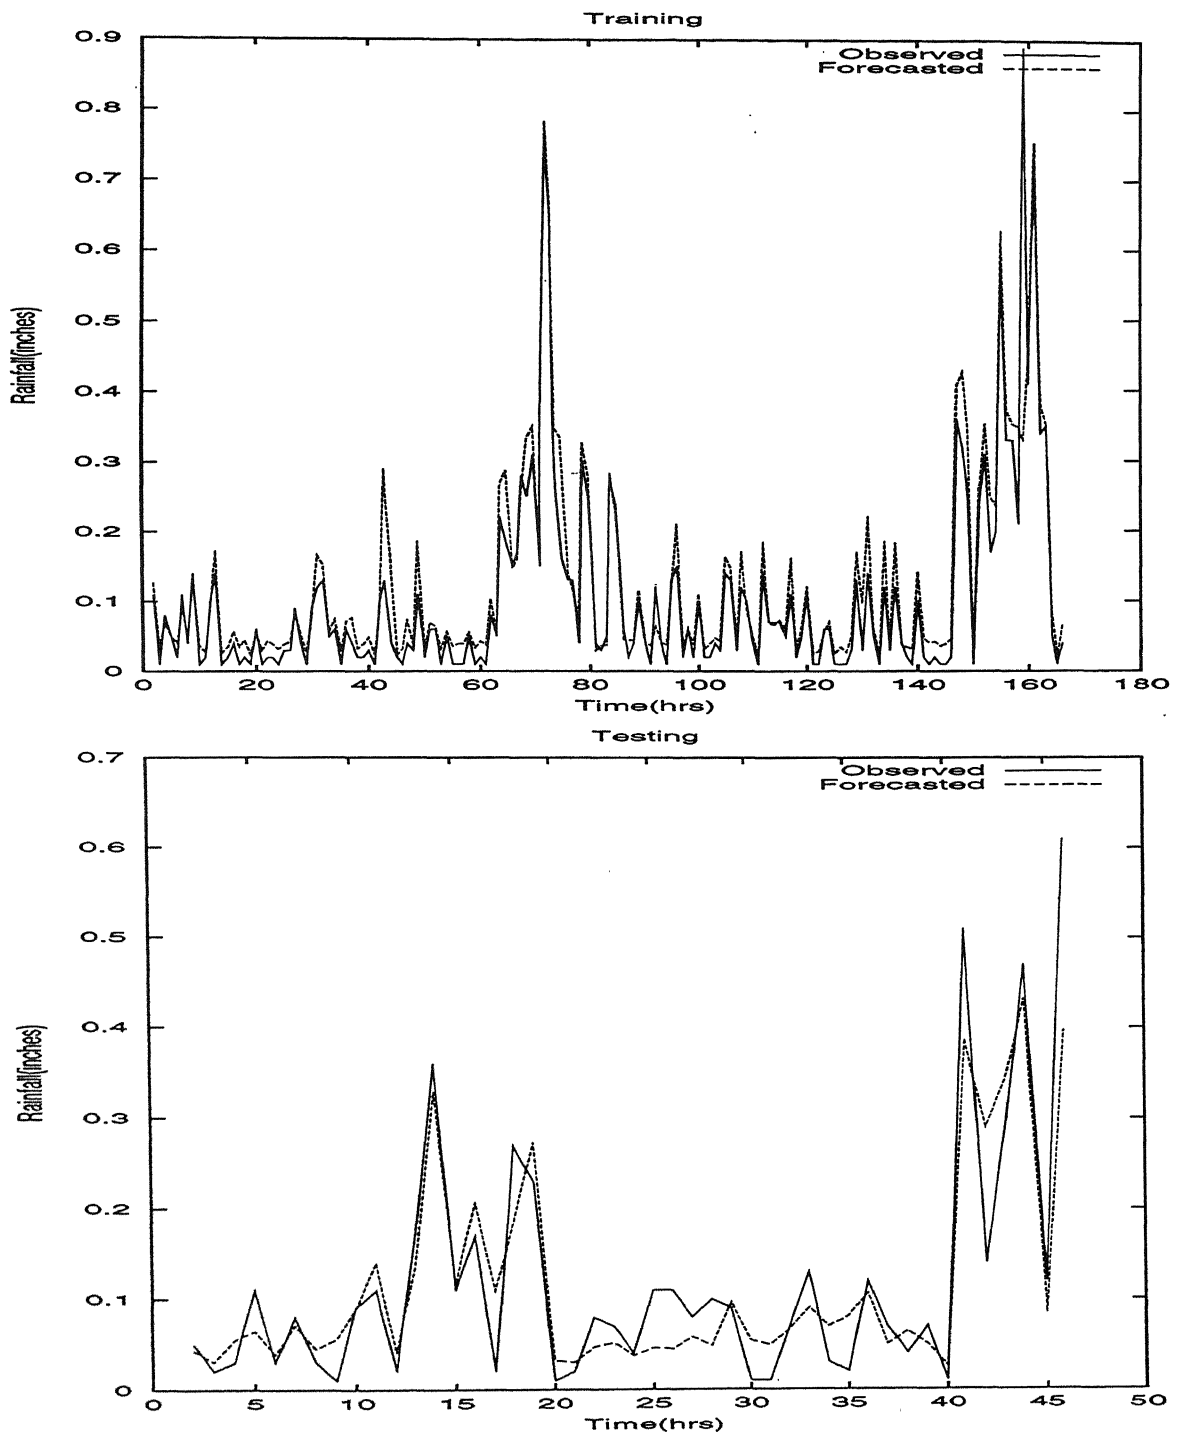 Training
0.9
0.8
0.7
0.6
0.5
0.4
0.3
0.2
0.1
0
Rainfall(inches)
Observed
Forecasted
0 20 40 60 80 100 120 140 160 180
Time(hrs)
Testing
0.7
0.6
0.5
0.4
0.3
0.2
0.1
0
Rainfall(inches)
Observed
Forecasted
0 5 10 15 20 25 30 35 40 45 50
Time(hrs)